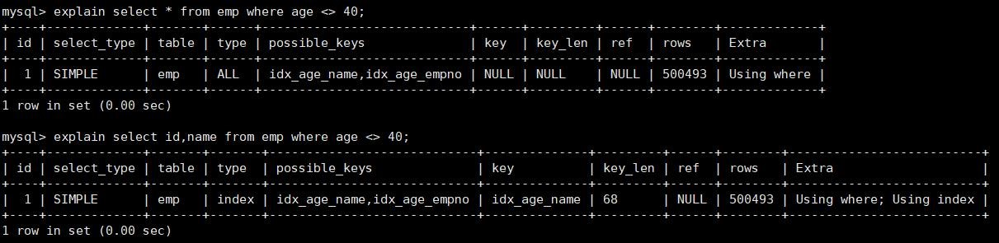 mysql> explain select * from emp where age <> 40;
+----+-------------+-------+------+----------------------------+------+---------+------+--------+-------------+
| id | select_type | table | type | possible_keys              | key  | key_len | ref  | rows   | Extra       |
+----+-------------+-------+------+----------------------------+------+---------+------+--------+-------------+
|  1 | SIMPLE      | emp   | ALL  | idx_age_name,idx_age_empno | NULL | NULL    | NULL | 500493 | Using where |
+----+-------------+-------+------+----------------------------+------+---------+------+--------+-------------+
1 row in set (0.00 sec)
mysql> explain select id,name from emp where age <> 40;
+----+-------------+-------+-------+----------------------------+--------------+---------+------+--------+--------------------------+
| id | select_type | table | type  | possible_keys              | key          | key_len | ref  | rows   | Extra                    |
+----+-------------+-------+-------+----------------------------+--------------+---------+------+--------+--------------------------+
|  1 | SIMPLE      | emp   | index | idx_age_name,idx_age_empno | idx_age_name | 68      | NULL | 500493 | Using where; Using index |
+----+-------------+-------+-------+----------------------------+--------------+---------+------+--------+--------------------------+
1 row in set (0.00 sec)